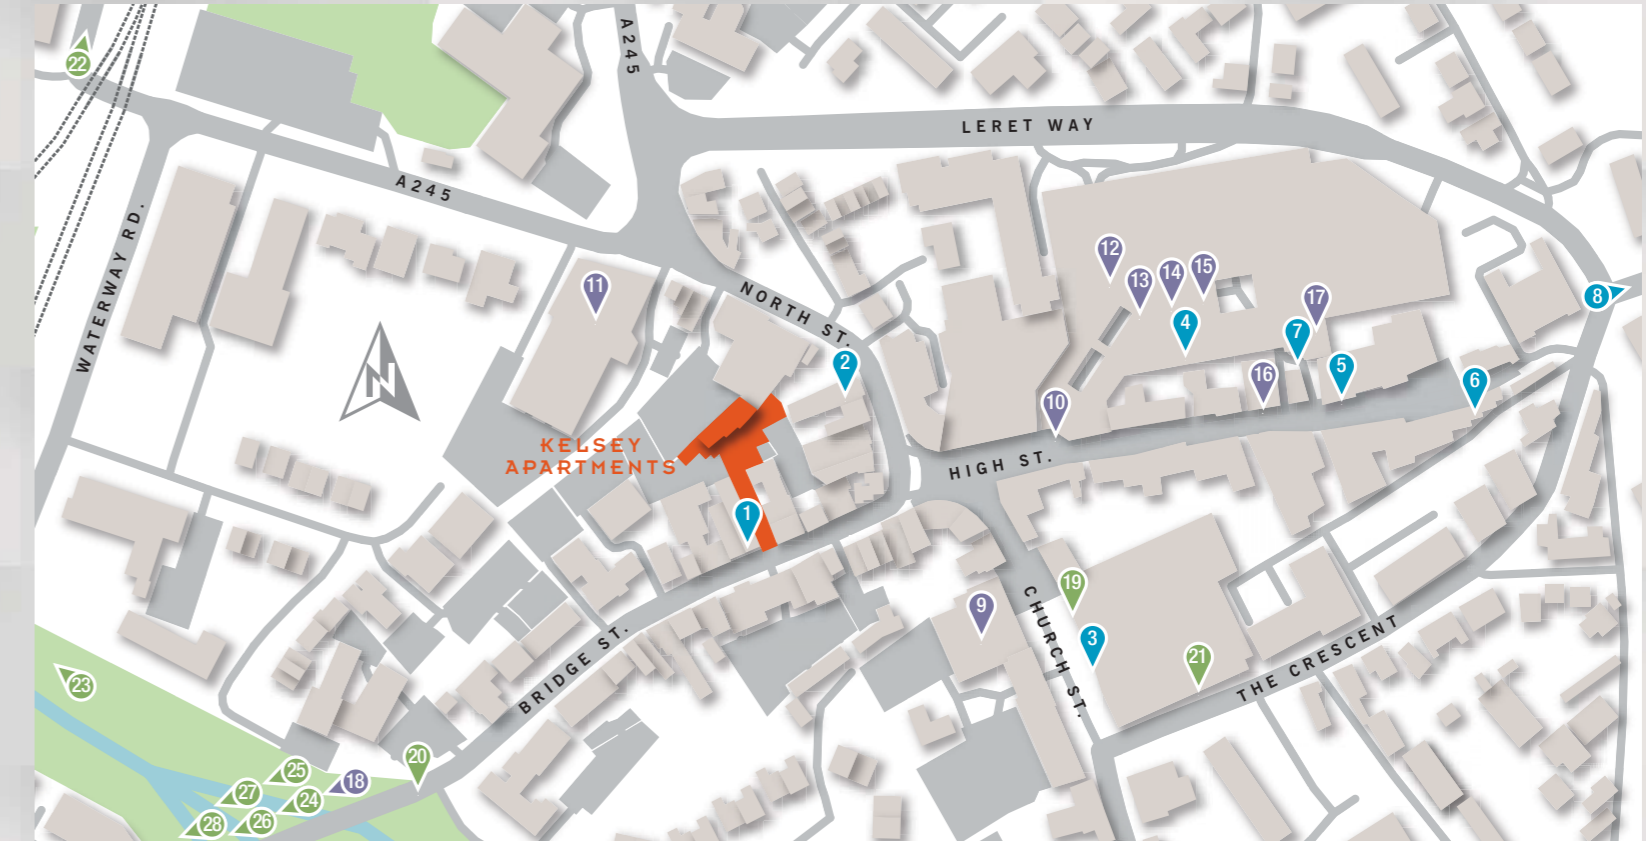 22
A245
LERET WAY
A245
WATERWAY RD.
N
11
NORTH ST.
12
13
14
15
17
4
7
8
2
16
5
6
10
KELSEY
APARTMENTS
HIGH ST.
1
19
9
CHURCH ST.
3
21
THE CRESCENT
BRIDGE ST.
23
20
25
18
27
24
28
26